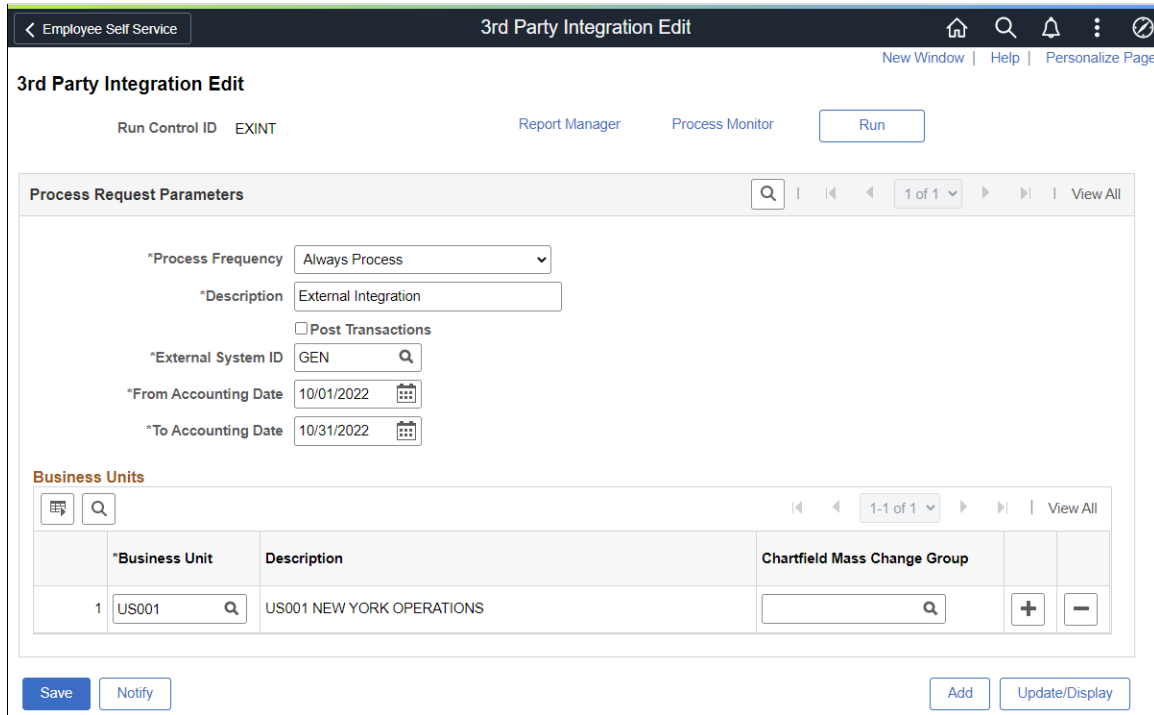 Employee Self Service
3rd Party Integration Edit
New Window | Help | Personalize Page
3rd Party Integration Edit
Run Control ID EXINT Report Manager Process Monitor Run
Process Request Parameters 1 of 1 View All
*Process Frequency Always Process
*Description External Integration
Post Transactions
*External System ID GEN
*From Accounting Date 10/01/2022
*To Accounting Date 10/31/2022
Business Units
1-1 of 1 View All
*Business Unit Description Chartfield Mass Change Group
1 US001 US001 NEW YORK OPERATIONS
Save Notify Add Update/Display